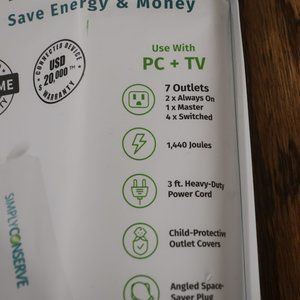 Save Energy & Money
CONNECTED DEVICE
USD
$20,000
WARRANTY
Use With
PC + TV
7 Outlets
2 x Always On
1 x Master
4 x Switched
1,440 Joules
3 ft. Heavy-Duty
Power Cord
Child-Protective
Outlet Covers
Angled Space-
Saver Plug
SIMPLYCONSERVE